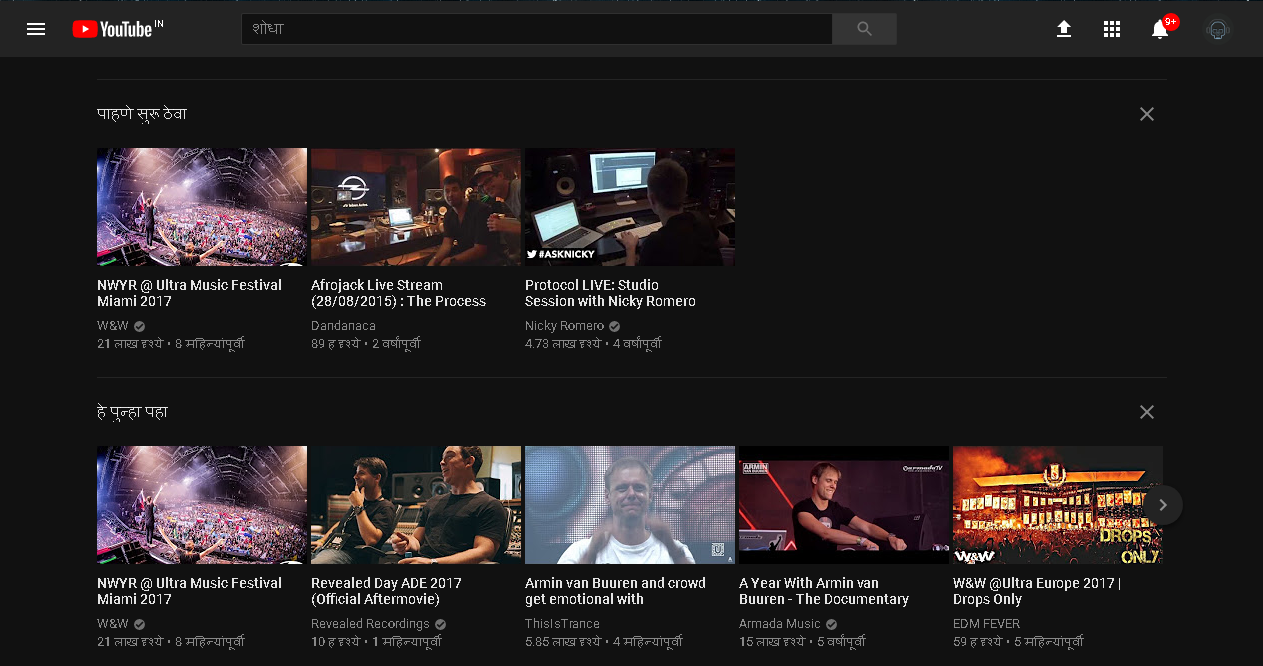 YouTube IN
शोधा
9+
पाहणे सुरू ठेवा
#ASKNICKY
NWYR @ Ultra Music Festival
Miami 2017
W&W
21 लाख दृश्ये • 8 महिन्यांपूर्वी
Afrojack Live Stream
(28/08/2015) : The Process
Dandanaca
89 ह दृश्ये • 2 वर्षांपूर्वी
Protocol LIVE: Studio
Session with Nicky Romero
Nicky Romero
4.73 लाख दृश्ये • 4 वर्षांपूर्वी
हे पुन्हा पहा
ARMIN
VAN BUUREN
ArmadaTV
W&W
DROPS
ONLY
NWYR @ Ultra Music Festival
Miami 2017
W&W
21 लाख दृश्ये • 8 महिन्यांपूर्वी
Revealed Day ADE 2017
(Official Aftermovie)
Revealed Recordings
10 ह दृश्ये • 1 महिन्यापूर्वी
Armin van Buuren and crowd
get emotional with
ThisIsTrance
5.85 लाख दृश्ये • 4 महिन्यांपूर्वी
A Year With Armin van
Buuren - The Documentary
Armada Music
15 लाख दृश्ये • 5 वर्षांपूर्वी
W&W @Ultra Europe 2017 |
Drops Only
EDM FEVER
59 ह दृश्ये • 5 महिन्यांपूर्वी